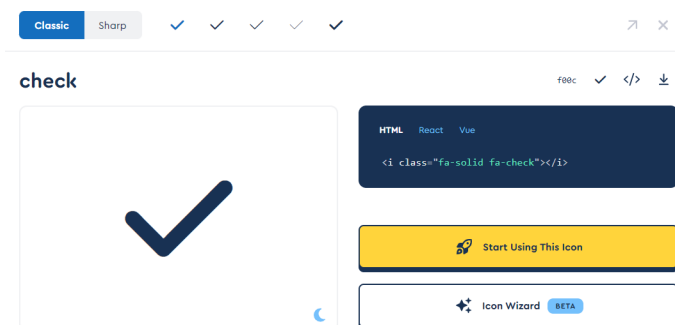 Classic Sharp
check
f00c
HTML React Vue
<i class="fa-solid fa-check"></i>
Start Using This Icon
Icon Wizard BETA